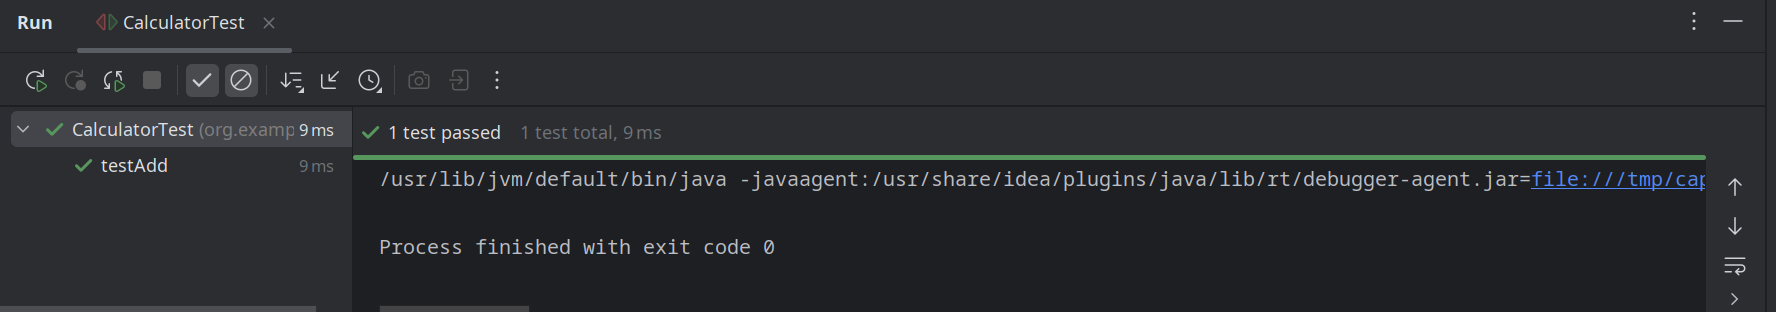 Run CalculatorTest
CalculatorTest (org.examp 9 ms
testAdd 9 ms
1 test passed 1 test total, 9 ms
/usr/lib/jvm/default/bin/java -javaagent:/usr/share/idea/plugins/java/lib/rt/debugger-agent.jar=file:///tmp/cap
Process finished with exit code 0